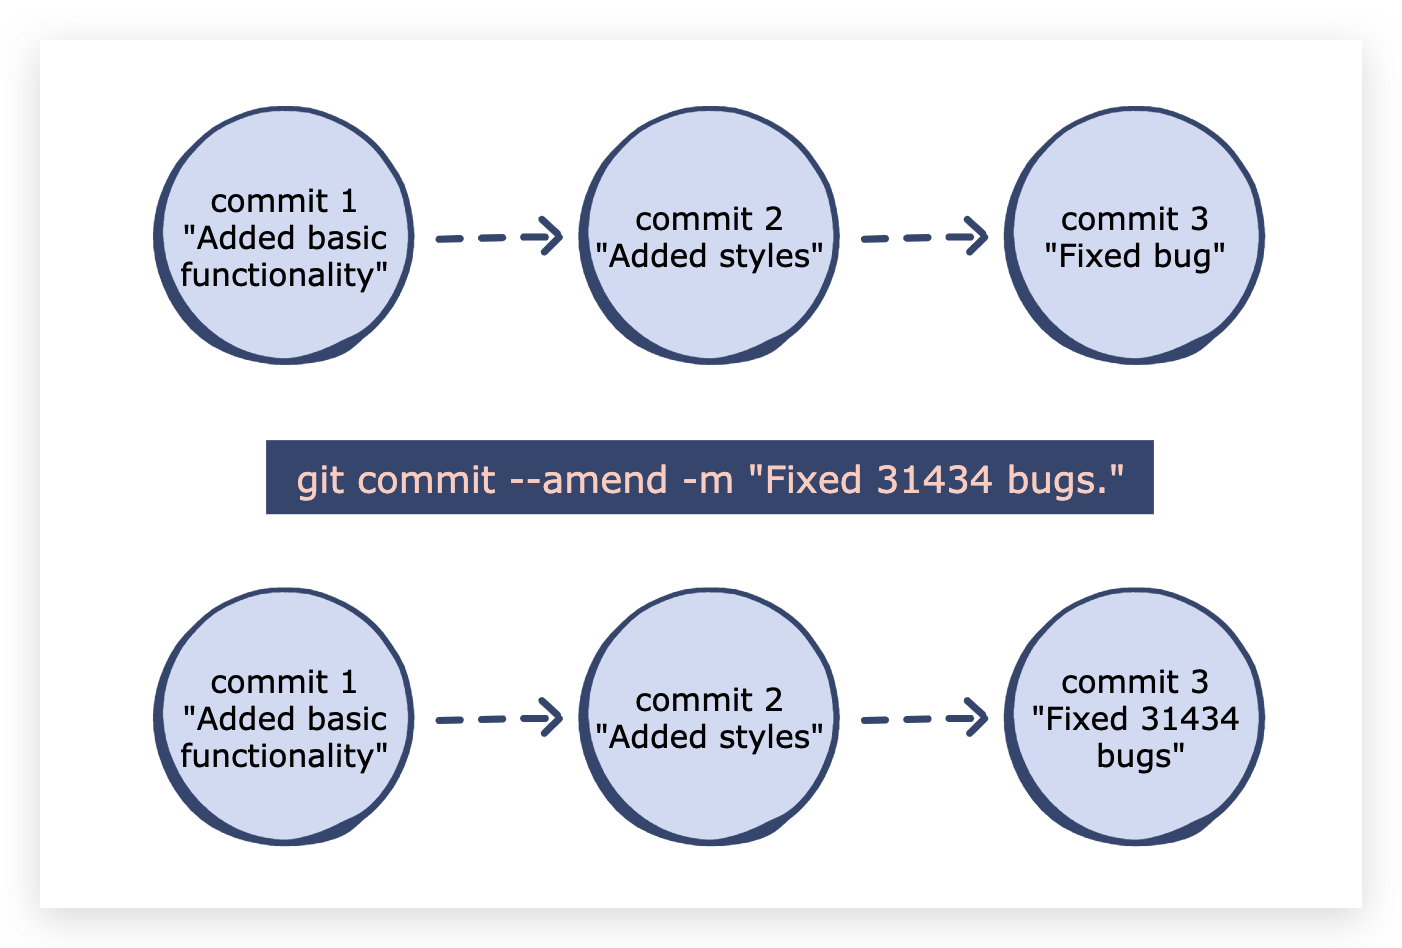 commit 1
"Added basic
functionality"
commit 2
"Added styles"
commit 3
"Fixed bug"
git commit --amend -m "Fixed 31434 bugs."
commit 1
"Added basic
functionality"
commit 2
"Added styles"
commit 3
"Fixed 31434
bugs"